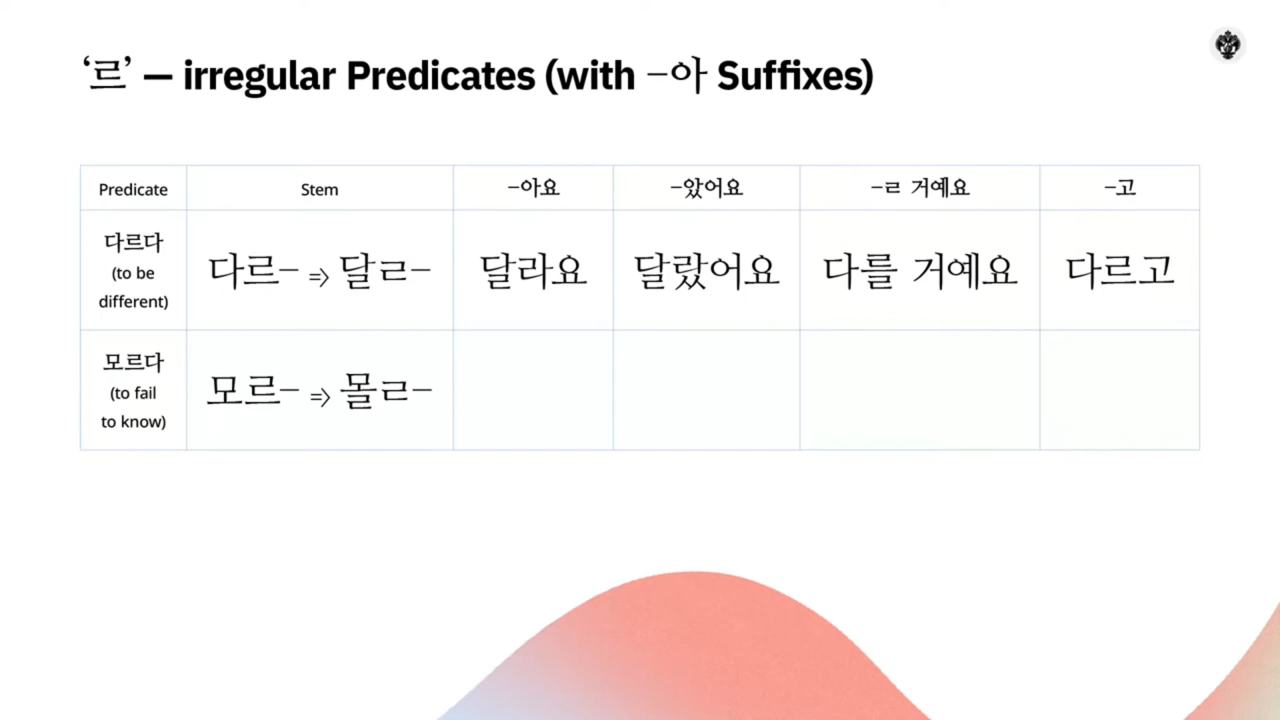 ‘르’ — irregular Predicates (with –아 Suffixes)
Predicate
Stem
–아요
–았어요
–ㄹ 거예요
–고
다르다
(to be
different)
다르– => 달ㄹ–
달라요
달랐어요
다를 거예요
다르고
모르다
(to fail
to know)
모르– => 몰ㄹ–